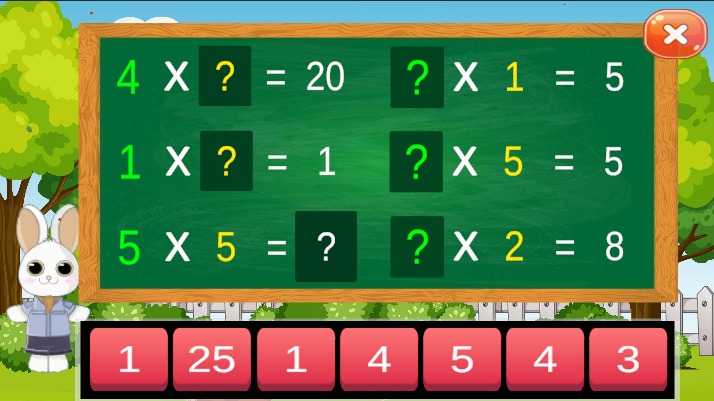 4 X ? = 20 ? X 1 = 5
1 X ? = 1 ? X 5 = 5
5 X 5 = ? ? X 2 = 8
1 25 1 4 5 4 3